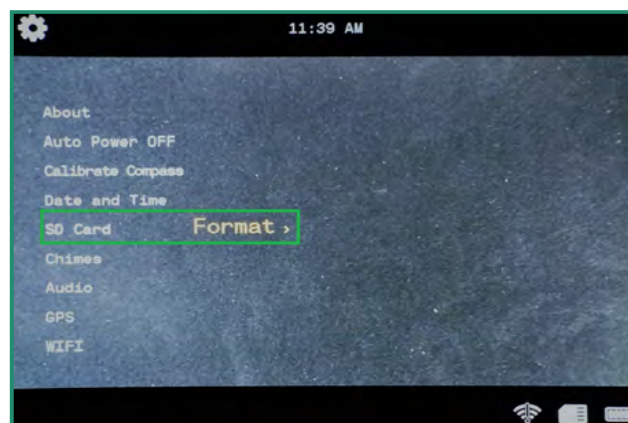 11:39 AM
About
Auto Power OFF
Calibrate Compass
Date and Time
SD Card Format ›
Chimes
Audio
GPS
WIFI